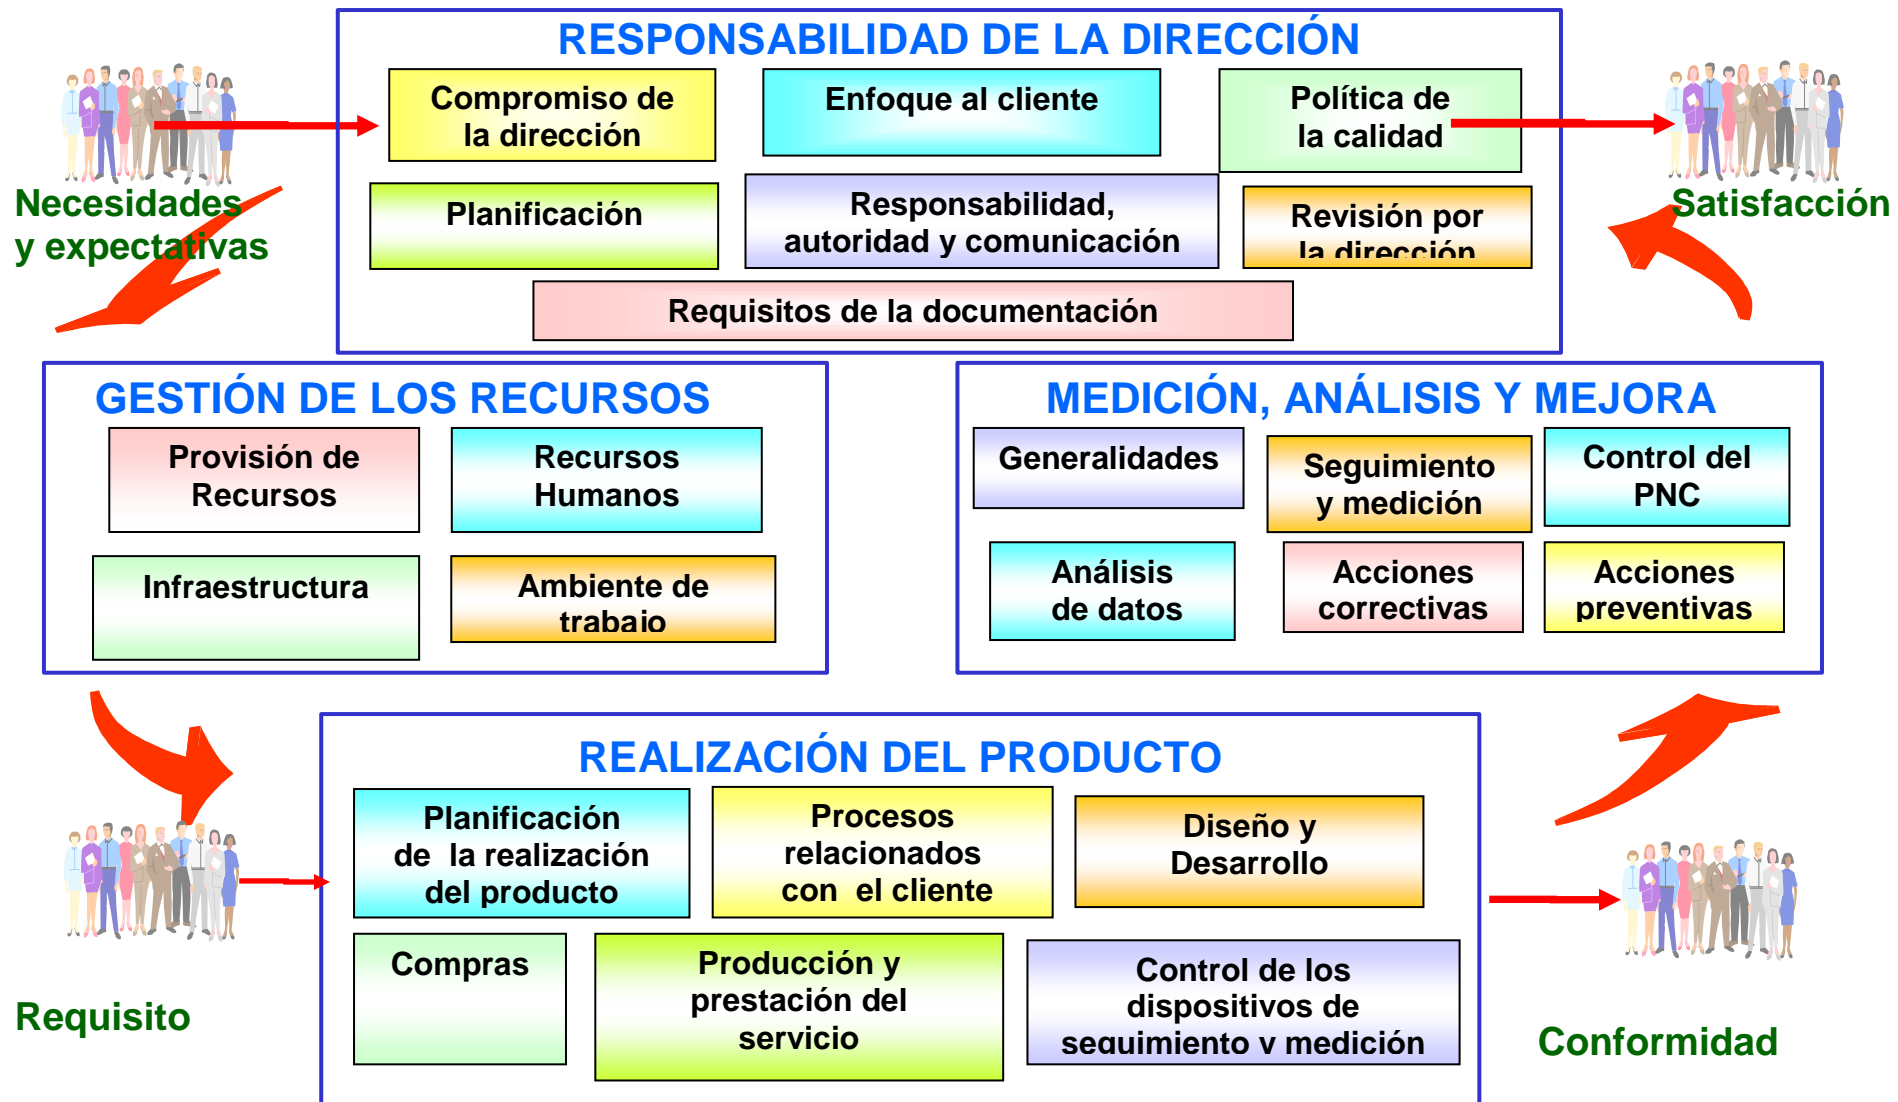 RESPONSABILIDAD DE LA DIRECCIÓN
Compromiso de
la dirección
Enfoque al cliente
Política de
la calidad
Necesidades
y expectativas
Satisfacción
Planificación
Responsabilidad,
autoridad y comunicación
Revisión por
la dirección
Requisitos de la documentación
GESTIÓN DE LOS RECURSOS
Provisión de
Recursos
Recursos
Humanos
Infraestructura
Ambiente de
trabajo
MEDICIÓN, ANÁLISIS Y MEJORA
Generalidades
Seguimiento
y medición
Control del
PNC
Análisis
de datos
Acciones
correctivas
Acciones
preventivas
REALIZACIÓN DEL PRODUCTO
Planificación
de la realización
del producto
Procesos
relacionados
con el cliente
Diseño y
Desarrollo
Compras
Producción y
prestación del
servicio
Control de los
dispositivos de
seguimiento y medición
Requisito
Conformidad